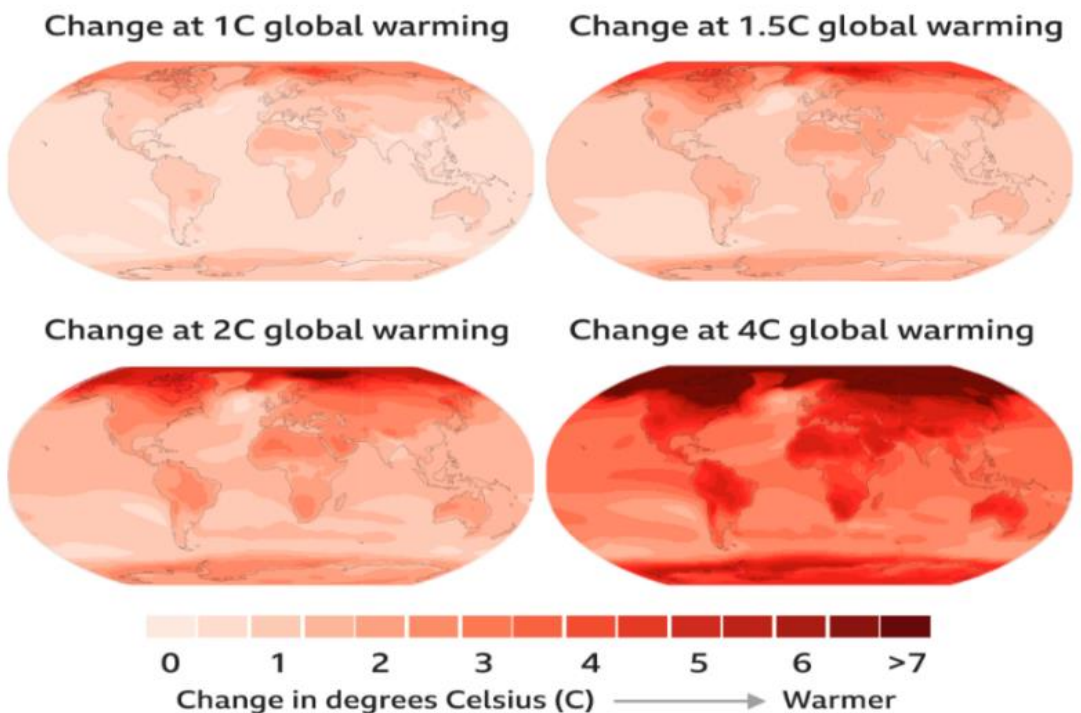 Change at 1C global warming
Change at 1.5C global warming
Change at 2C global warming
Change at 4C global warming
0 1 2 3 4 5 6 >7
Change in degrees Celsius (C) → Warmer